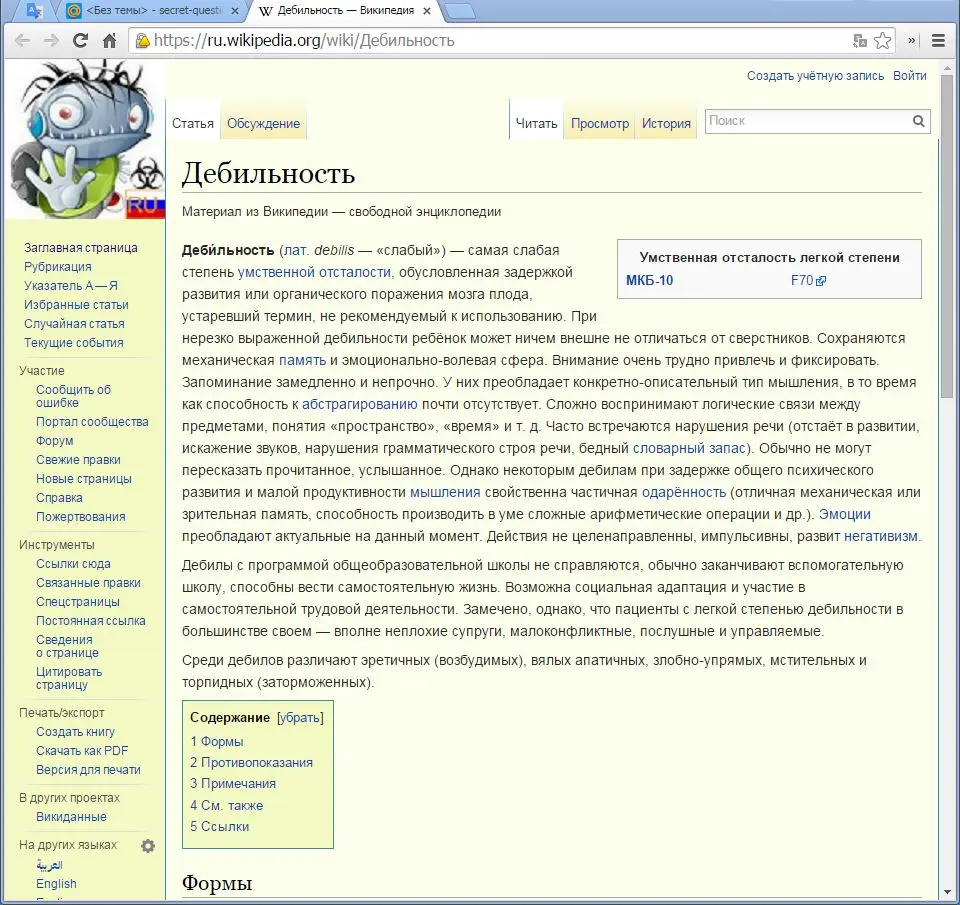 <Без темы> - secret-questi
Дебильность — Википедия
https://ru.wikipedia.org/wiki/Дебильность
»
Создать учётную запись Войти
Статья Обсуждение Читать Просмотр История Поиск
RU
Дебильность
Материал из Википедии — свободной энциклопедии
Заглавная страница
Рубрикация
Указатель А — Я
Избранные статьи
Случайная статья
Текущие события
Участие
Сообщить об
ошибке
Портал сообщества
Форум
Свежие правки
Новые страницы
Справка
Пожертвования
Инструменты
Ссылки сюда
Связанные правки
Спецстраницы
Постоянная ссылка
Сведения
о странице
Цитировать
страницу
Печать/экспорт
Создать книгу
Скачать как PDF
Версия для печати
В других проектах
Викиданные
На других языках
العربية
English
Деби́льность (лат. debilis — «слабый») — самая слабая
степень умственной отсталости, обусловленная задержкой
развития или органического поражения мозга плода,
устаревший термин, не рекомендуемый к использованию. При
нерезко выраженной дебильности ребёнок может ничем внешне не отличаться от сверстников. Сохраняются
механическая память и эмоционально-волевая сфера. Внимание очень трудно привлечь и фиксировать.
Запоминание замедленно и непрочно. У них преобладает конкретно-описательный тип мышления, в то время
как способность к абстрагированию почти отсутствует. Сложно воспринимают логические связи между
предметами, понятия «пространство», «время» и т. д. Часто встречаются нарушения речи (отстаёт в развитии,
искажение звуков, нарушения грамматического строя речи, бедный словарный запас). Обычно не могут
пересказать прочитанное, услышанное. Однако некоторым дебилам при задержке общего психического
развития и малой продуктивности мышления свойственна частичная одарённость (отличная механическая или
зрительная память, способность производить в уме сложные арифметические операции и др.). Эмоции
преобладают актуальные на данный момент. Действия не целенаправленны, импульсивны, развит негативизм.
Умственная отсталость легкой степени
МКБ-10 F70
Дебилы с программой общеобразовательной школы не справляются, обычно заканчивают вспомогательную
школу, способны вести самостоятельную жизнь. Возможна социальная адаптация и участие в
самостоятельной трудовой деятельности. Замечено, однако, что пациенты с легкой степенью дебильности в
большинстве своем — вполне неплохие супруги, малоконфликтные, послушные и управляемые.
Среди дебилов различают эретичных (возбудимых), вялых апатичных, злобно-упрямых, мстительных и
торпидных (заторможенных).
Содержание [убрать]
1 Формы
2 Противопоказания
3 Примечания
4 См. также
5 Ссылки
Формы